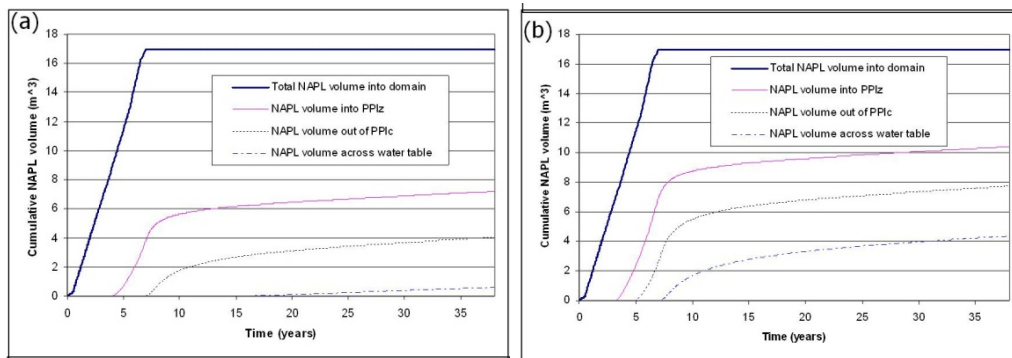 (a)
18
16
14
12
10
8
6
4
2
0
Cumulative NAPL volume (m^3)
Total NAPL volume into domain
NAPL volume into PPlz
NAPL volume out of PPlc
NAPL volume across water table
0 5 10 15 20 25 30 35
Time (years)
(b)
18
16
14
12
10
8
6
4
2
0
Cumulative NAPL volume (m^3)
Total NAPL volume into domain
NAPL volume into PPlz
NAPL volume out of PPlc
NAPL volume across water table
0 5 10 15 20 25 30 35
Time (years)